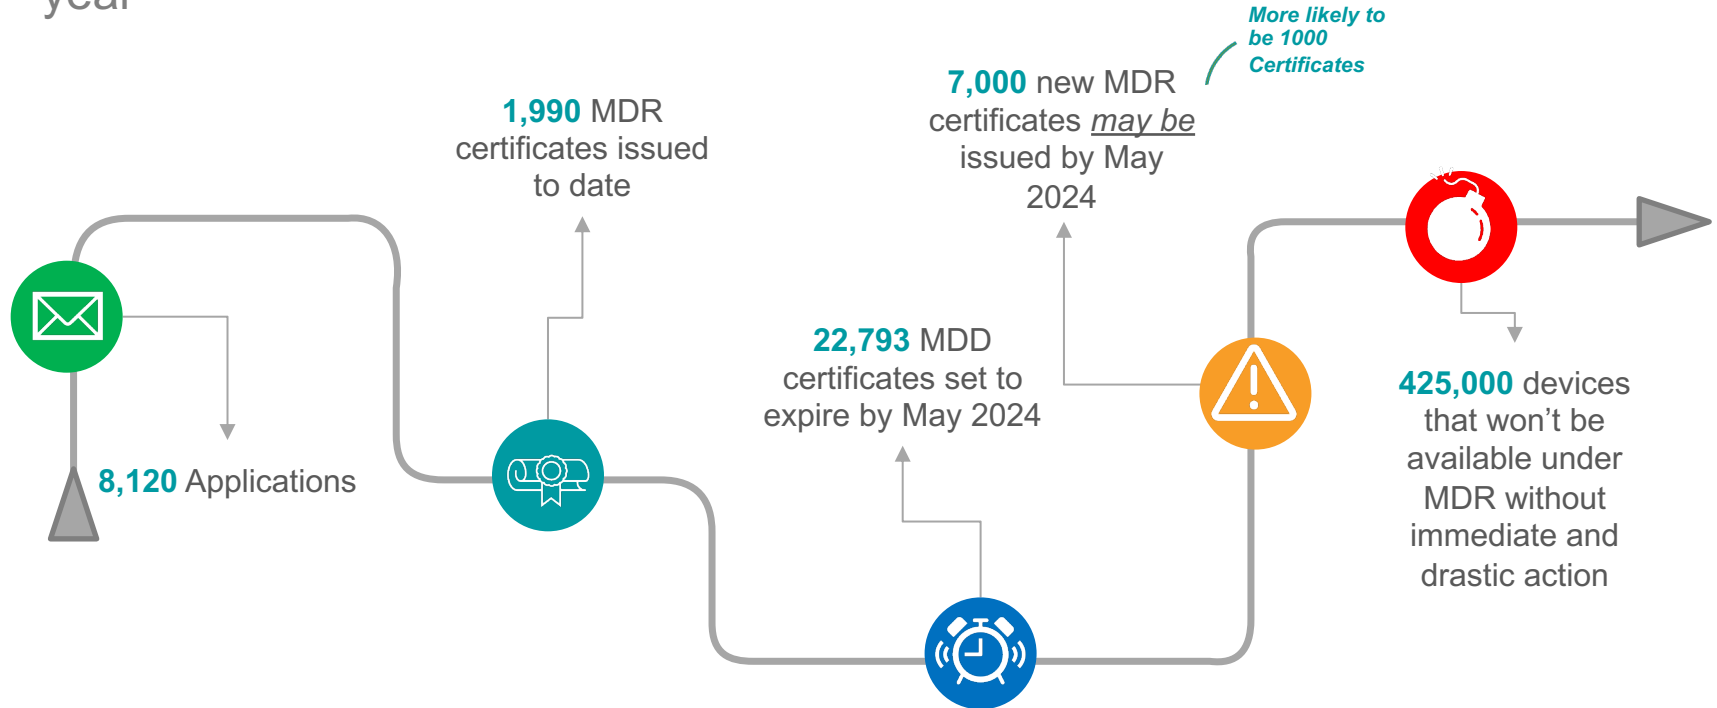 year
More likely to
be 1000
Certificates
7,000 new MDR
certificates may be
issued by May
2024
1,990 MDR
certificates issued
to date
22,793 MDD
certificates set to
expire by May 2024
425,000 devices
that won’t be
available under
MDR without
immediate and
drastic action
8,120 Applications